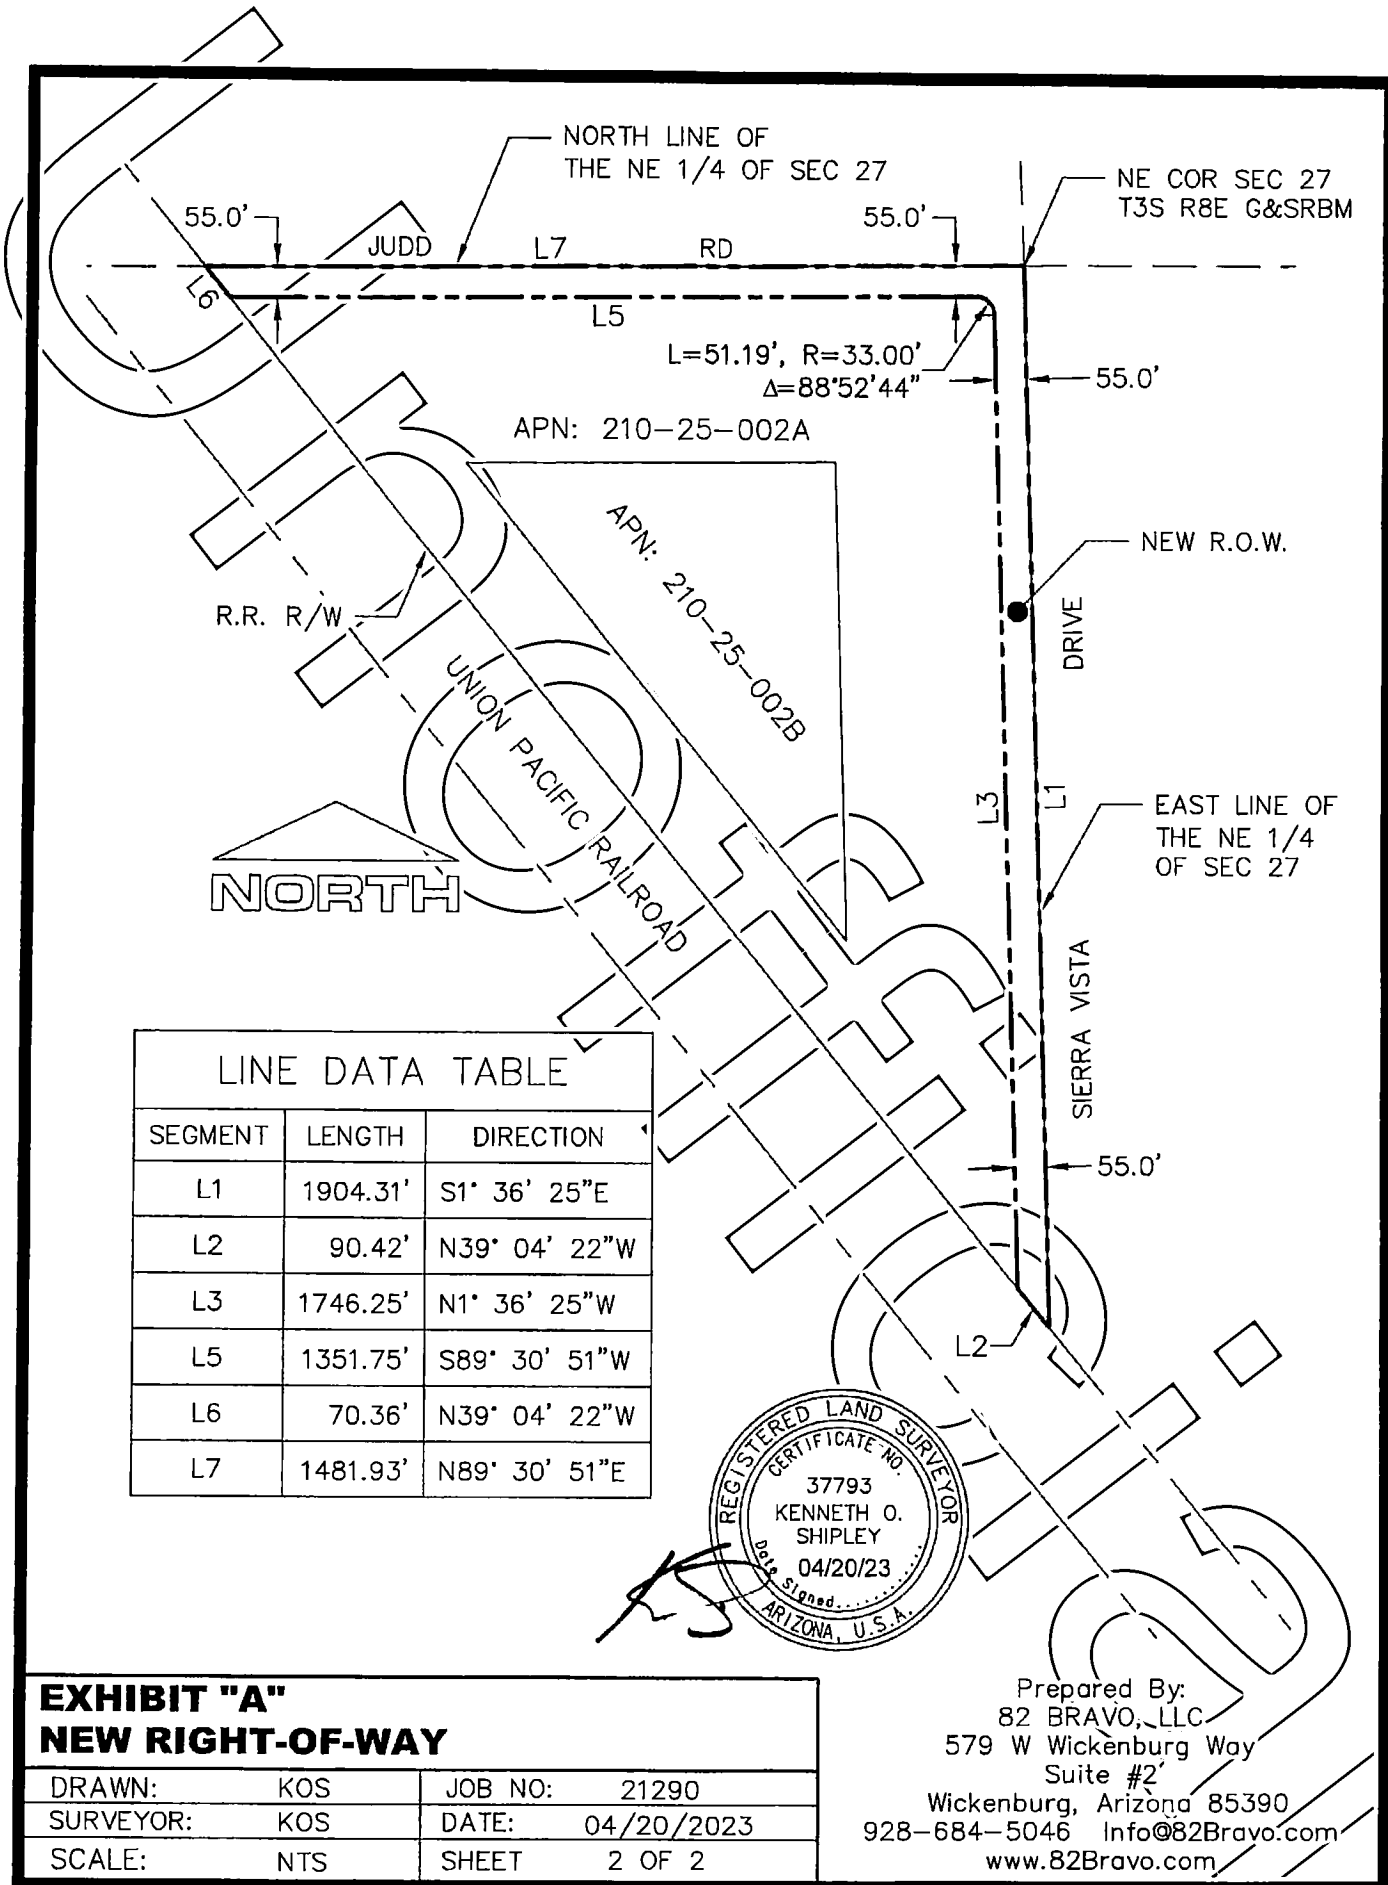 NORTH LINE OF
THE NE 1/4 OF SEC 27
NE COR SEC 27
T3S R8E G&SRBM
55.0'
55.0'
JUDD L7 RD
L6
L5
L=51.19', R=33.00'
Δ=88°52'44"
55.0'
APN: 210-25-002A
APN: 210-25-002B
NEW R.O.W.
R.R. R/W
DRIVE
UNION PACIFIC RAILROAD
L3
L1
EAST LINE OF
THE NE 1/4
OF SEC 27
NORTH
SIERRA VISTA
55.0'
L2
LINE DATA TABLE
SEGMENT LENGTH DIRECTION
L1 1904.31' S1° 36' 25"E
L2 90.42' N39° 04' 22"W
L3 1746.25' N1° 36' 25"W
L5 1351.75' S89° 30' 51"W
L6 70.36' N39° 04' 22"W
L7 1481.93' N89° 30' 51"E
REGISTERED LAND SURVEYOR
CERTIFICATE NO.
37793
KENNETH O.
SHIPLEY
04/20/23
Date Signed..........
ARIZONA, U.S.A.
Unofficial
EXHIBIT "A"
NEW RIGHT-OF-WAY
DRAWN: KOS JOB NO: 21290
SURVEYOR: KOS DATE: 04/20/2023
SCALE: NTS SHEET 2 OF 2
Prepared By:
82 BRAVO, LLC
579 W Wickenburg Way
Suite #2
Wickenburg, Arizona 85390
928-684-5046 Info@82Bravo.com
www.82Bravo.com